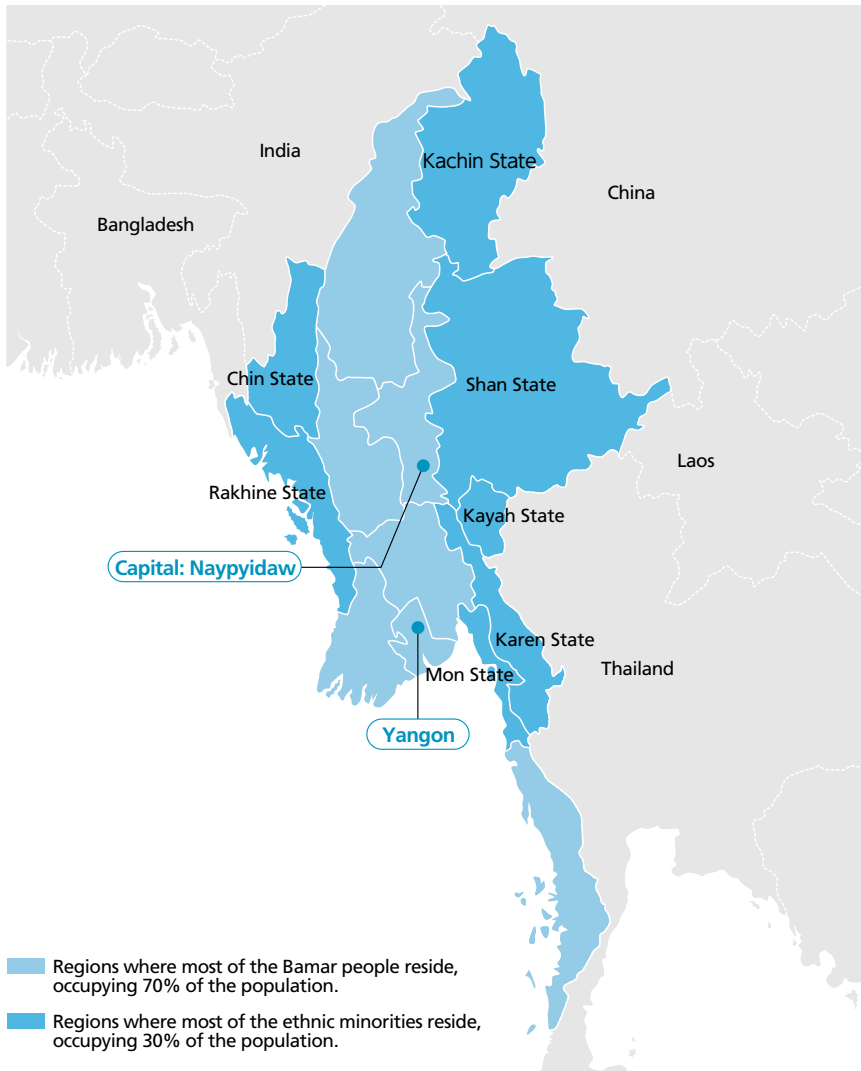 India
Kachin State
China
Bangladesh
Chin State
Shan State
Laos
Rakhine State
Kayah State
Capital: Naypyidaw
Karen State
Thailand
Mon State
Yangon
Regions where most of the Bamar people reside,
occupying 70% of the population.
Regions where most of the ethnic minorities reside,
occupying 30% of the population.